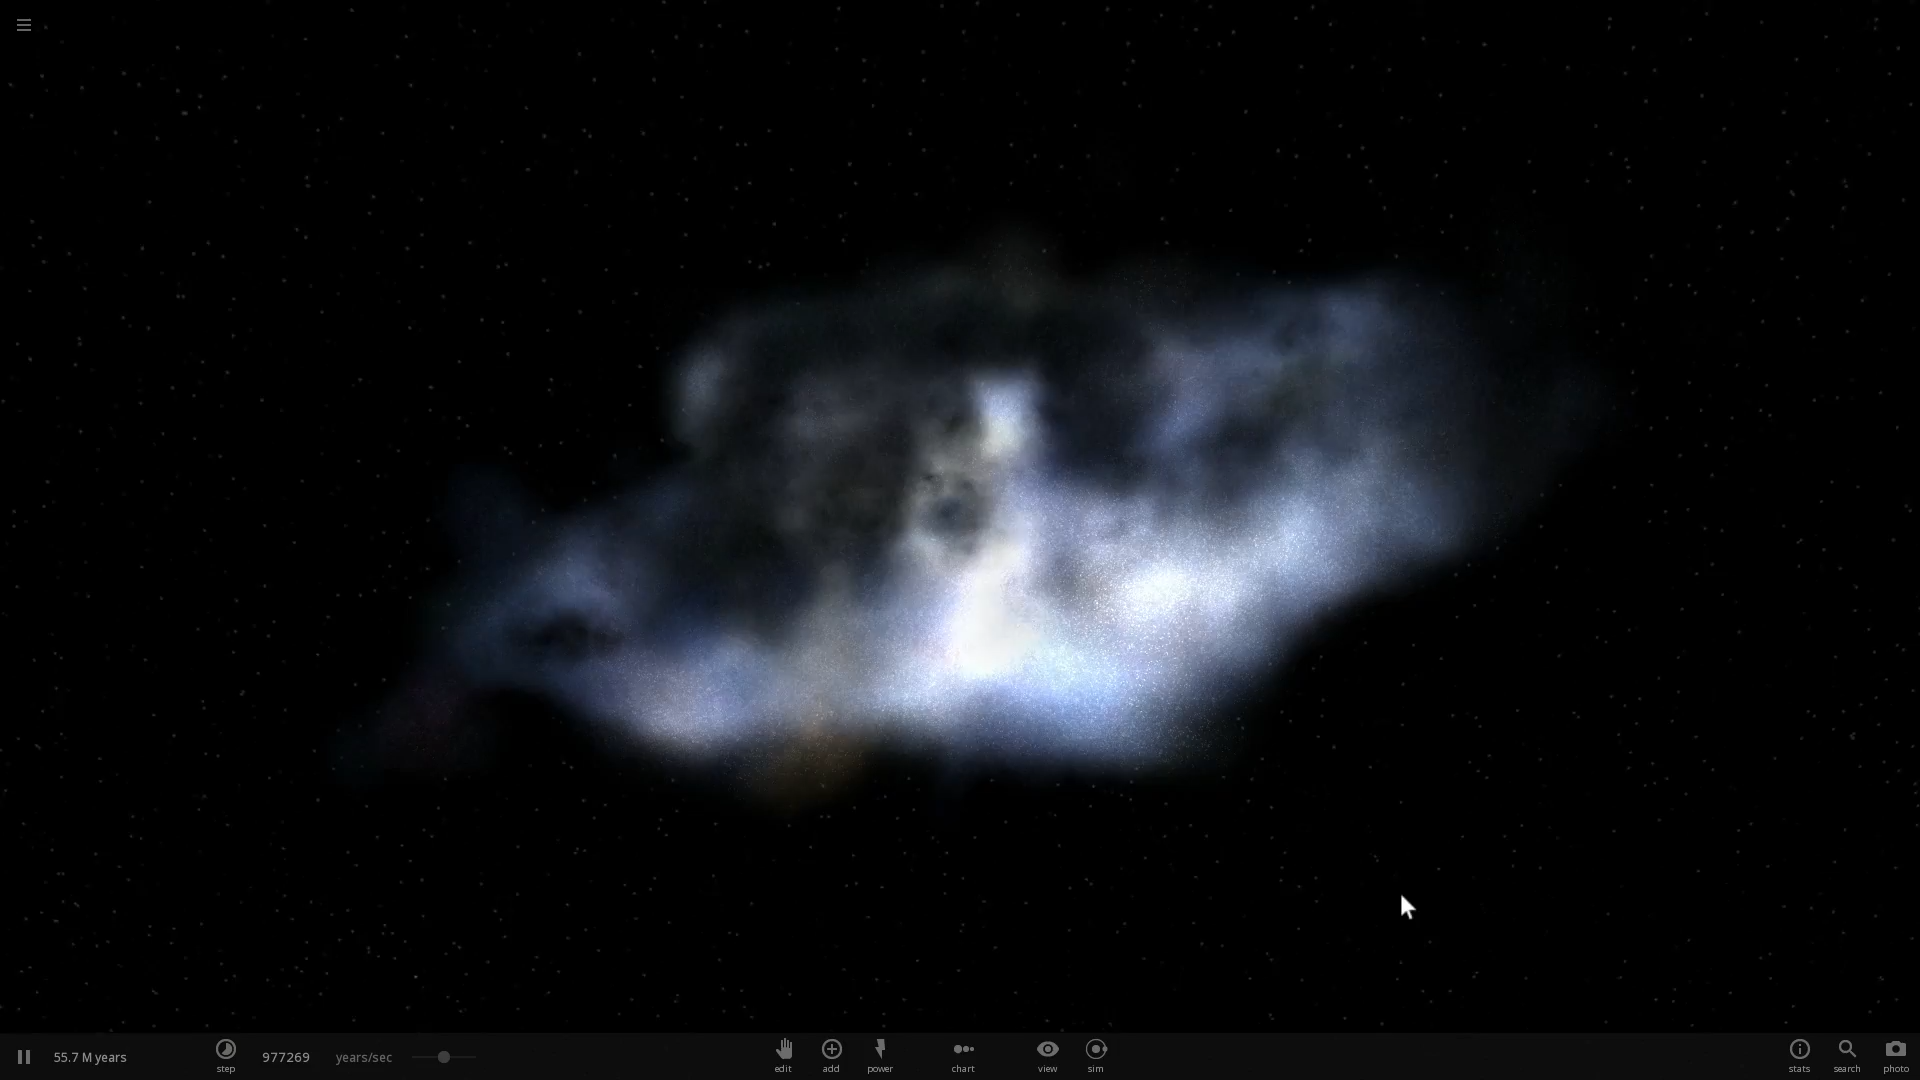 55.7 M years
step
977269 years/sec
edit
add
power
chart
view
sim
stats
search
photo